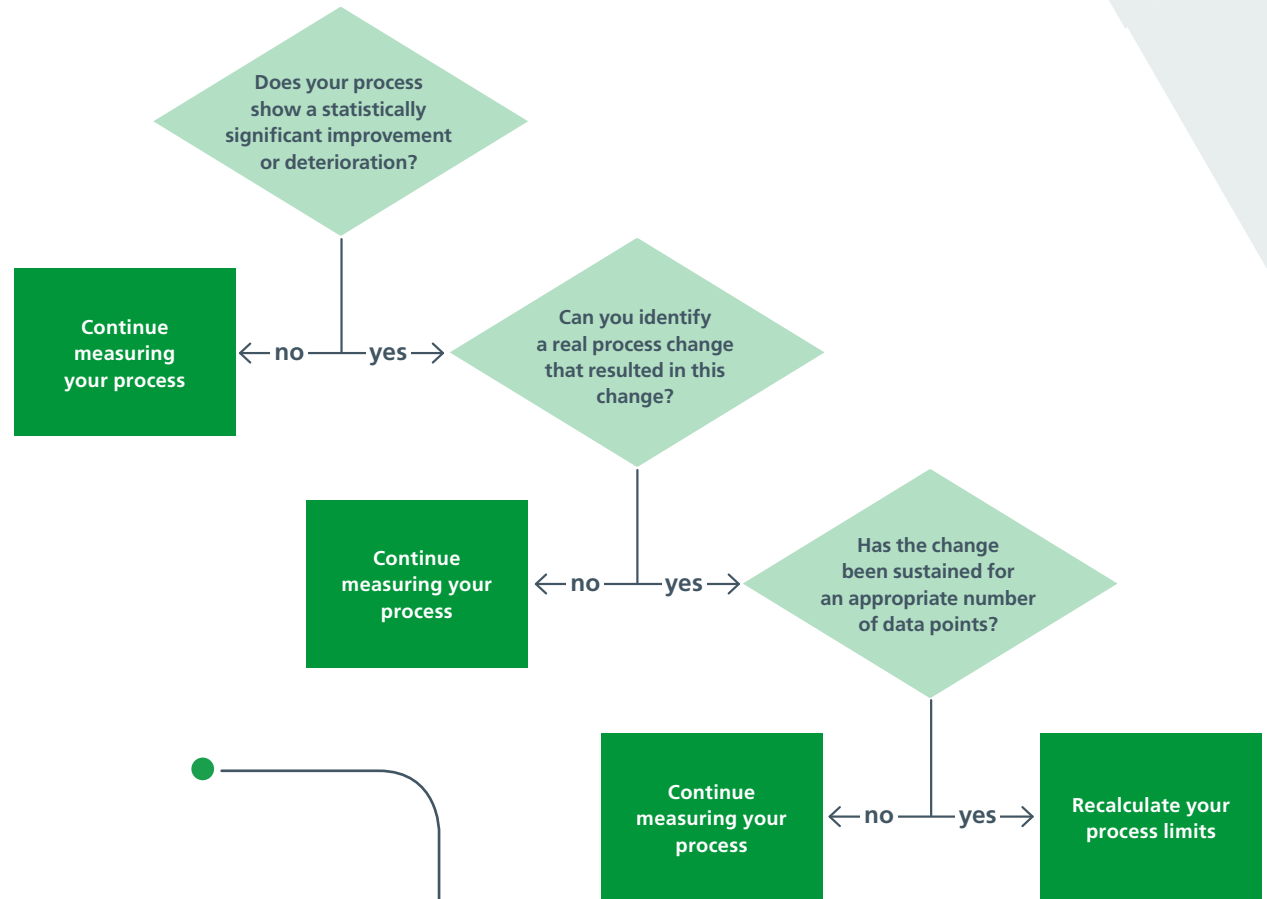 Does your process
show a statistically
significant improvement
or deterioration?
Continue
measuring
your process
no
yes
Can you identify
a real process change
that resulted in this
change?
Continue
measuring your
process
no
yes
Has the change
been sustained for
an appropriate number
of data points?
Continue
measuring your
process
no
yes
Recalculate your
process limits